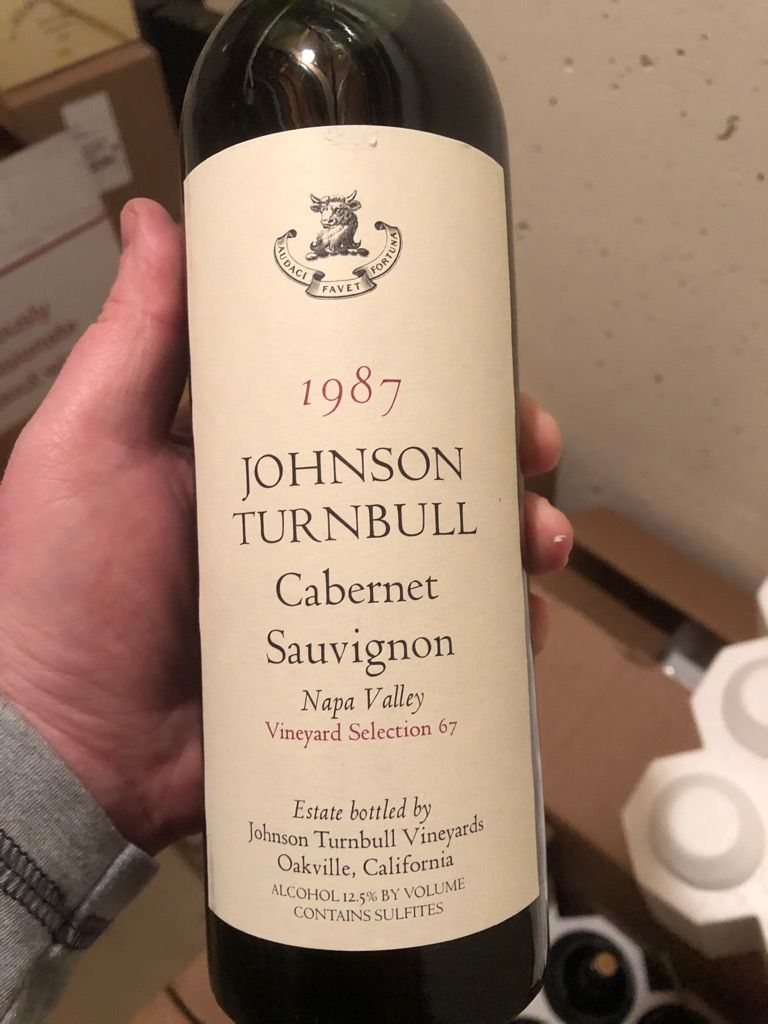 AUDACI FAVET FORTUNA
1987
JOHNSON
TURNBULL
Cabernet
Sauvignon
Napa Valley
Vineyard Selection 67
Estate bottled by
Johnson Turnbull Vineyards
Oakville, California
ALCOHOL 12.5% BY VOLUME
CONTAINS SULFITES